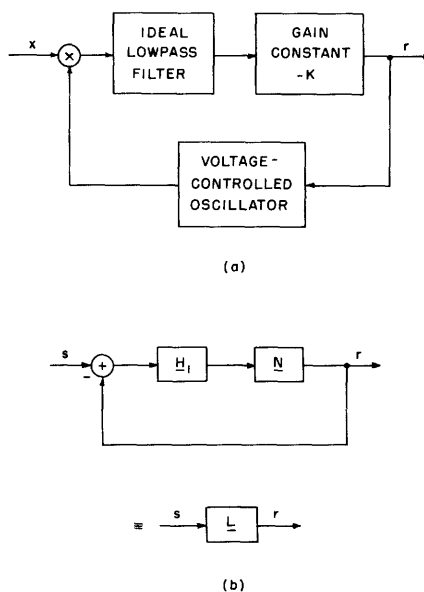 x
×
IDEAL
LOWPASS
FILTER
GAIN
CONSTANT
-K
r
VOLTAGE-
CONTROLLED
OSCILLATOR
(a)
s
+
-
H1
N
r
≡
s
L
r
(b)